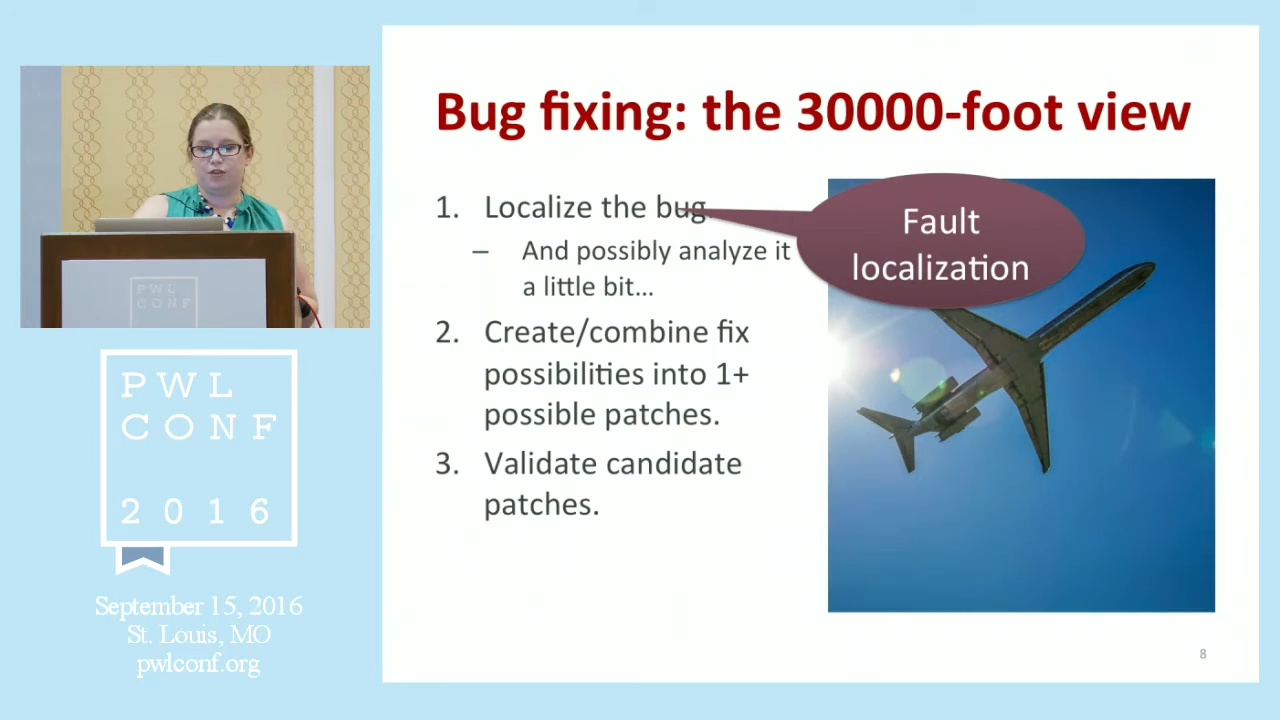 PWL
CONF
PWL
CONF
2016
September 15, 2016
St. Louis, MO
pwlconf.org
Bug fixing: the 30000-foot view
1. Localize the bug
– And possibly analyze it
a little bit...
2. Create/combine fix
possibilities into 1+
possible patches.
3. Validate candidate
patches.
Fault
localization
8